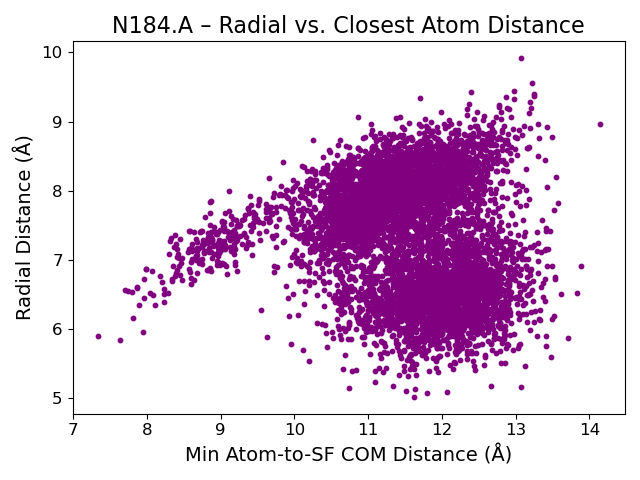 N184.A – Radial vs. Closest Atom Distance
Radial Distance (Å)
10
9
8
7
6
5
7 8 9 10 11 12 13 14
Min Atom-to-SF COM Distance (Å)